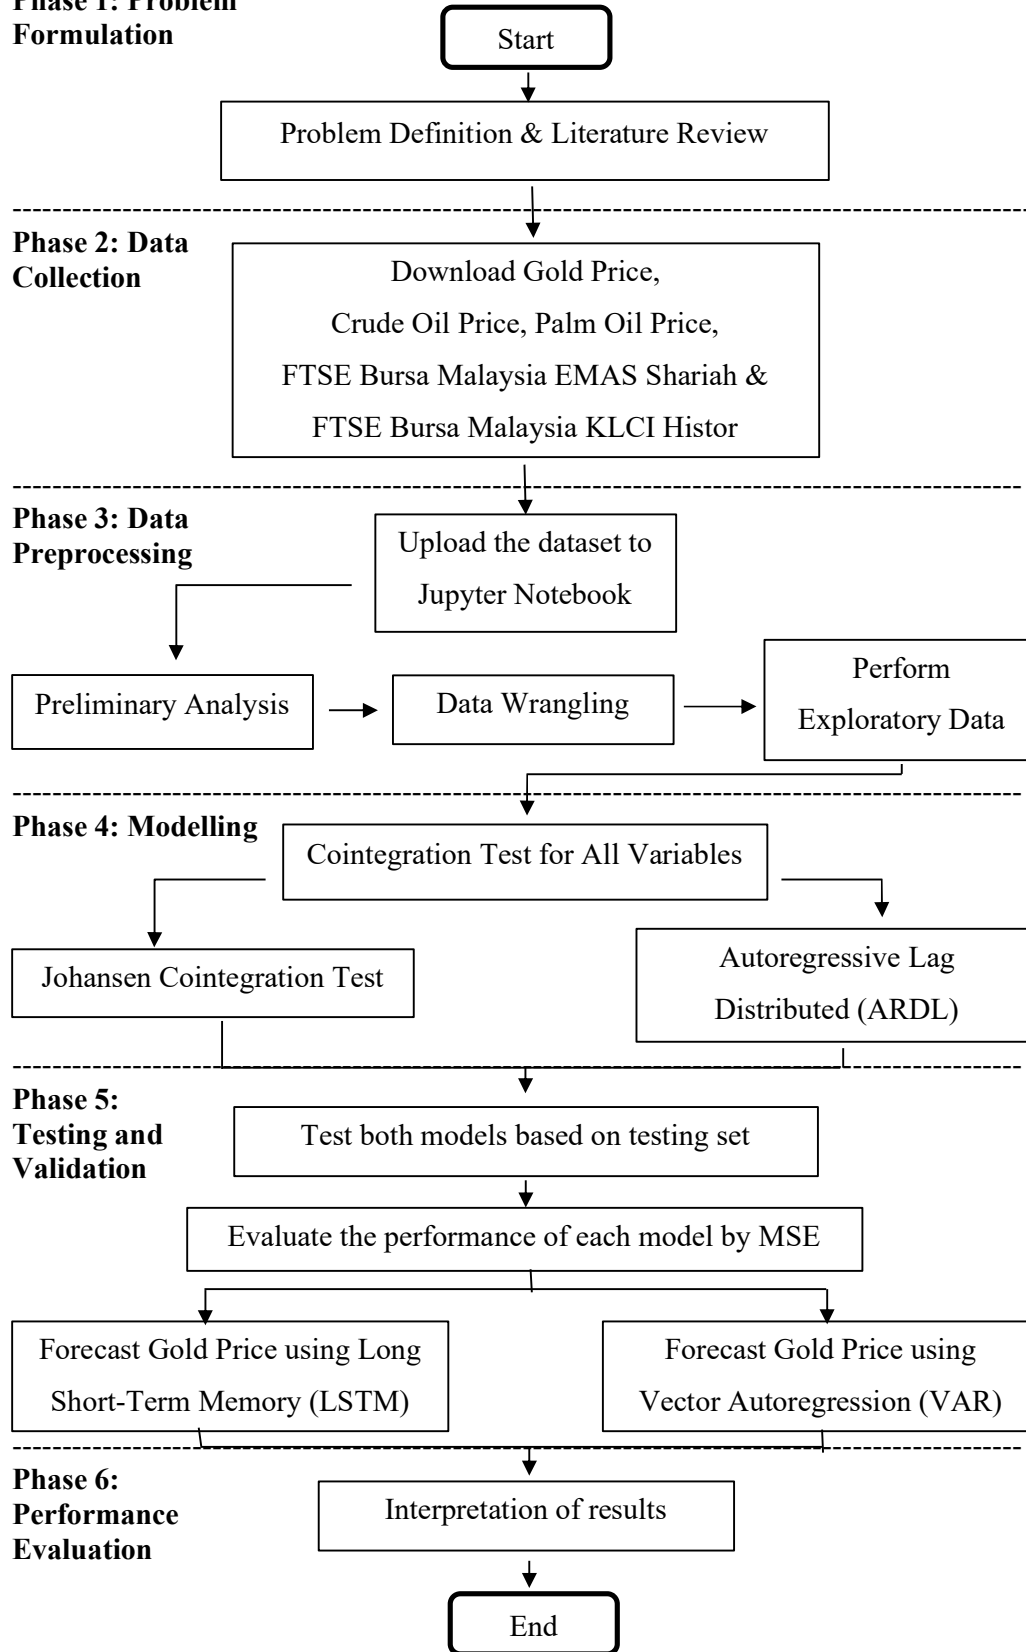 Phase 1: Problem
Formulation
Start
Problem Definition & Literature Review
Phase 2: Data
Collection
Download Gold Price,
Crude Oil Price, Palm Oil Price,
FTSE Bursa Malaysia EMAS Shariah &
FTSE Bursa Malaysia KLCI Histor
Phase 3: Data
Preprocessing
Upload the dataset to
Jupyter Notebook
Preliminary Analysis
Data Wrangling
Perform
Exploratory Data
Phase 4: Modelling
Cointegration Test for All Variables
Johansen Cointegration Test
Autoregressive Lag
Distributed (ARDL)
Phase 5:
Testing and
Validation
Test both models based on testing set
Evaluate the performance of each model by MSE
Forecast Gold Price using Long
Short-Term Memory (LSTM)
Forecast Gold Price using
Vector Autoregression (VAR)
Phase 6:
Performance
Evaluation
Interpretation of results
End